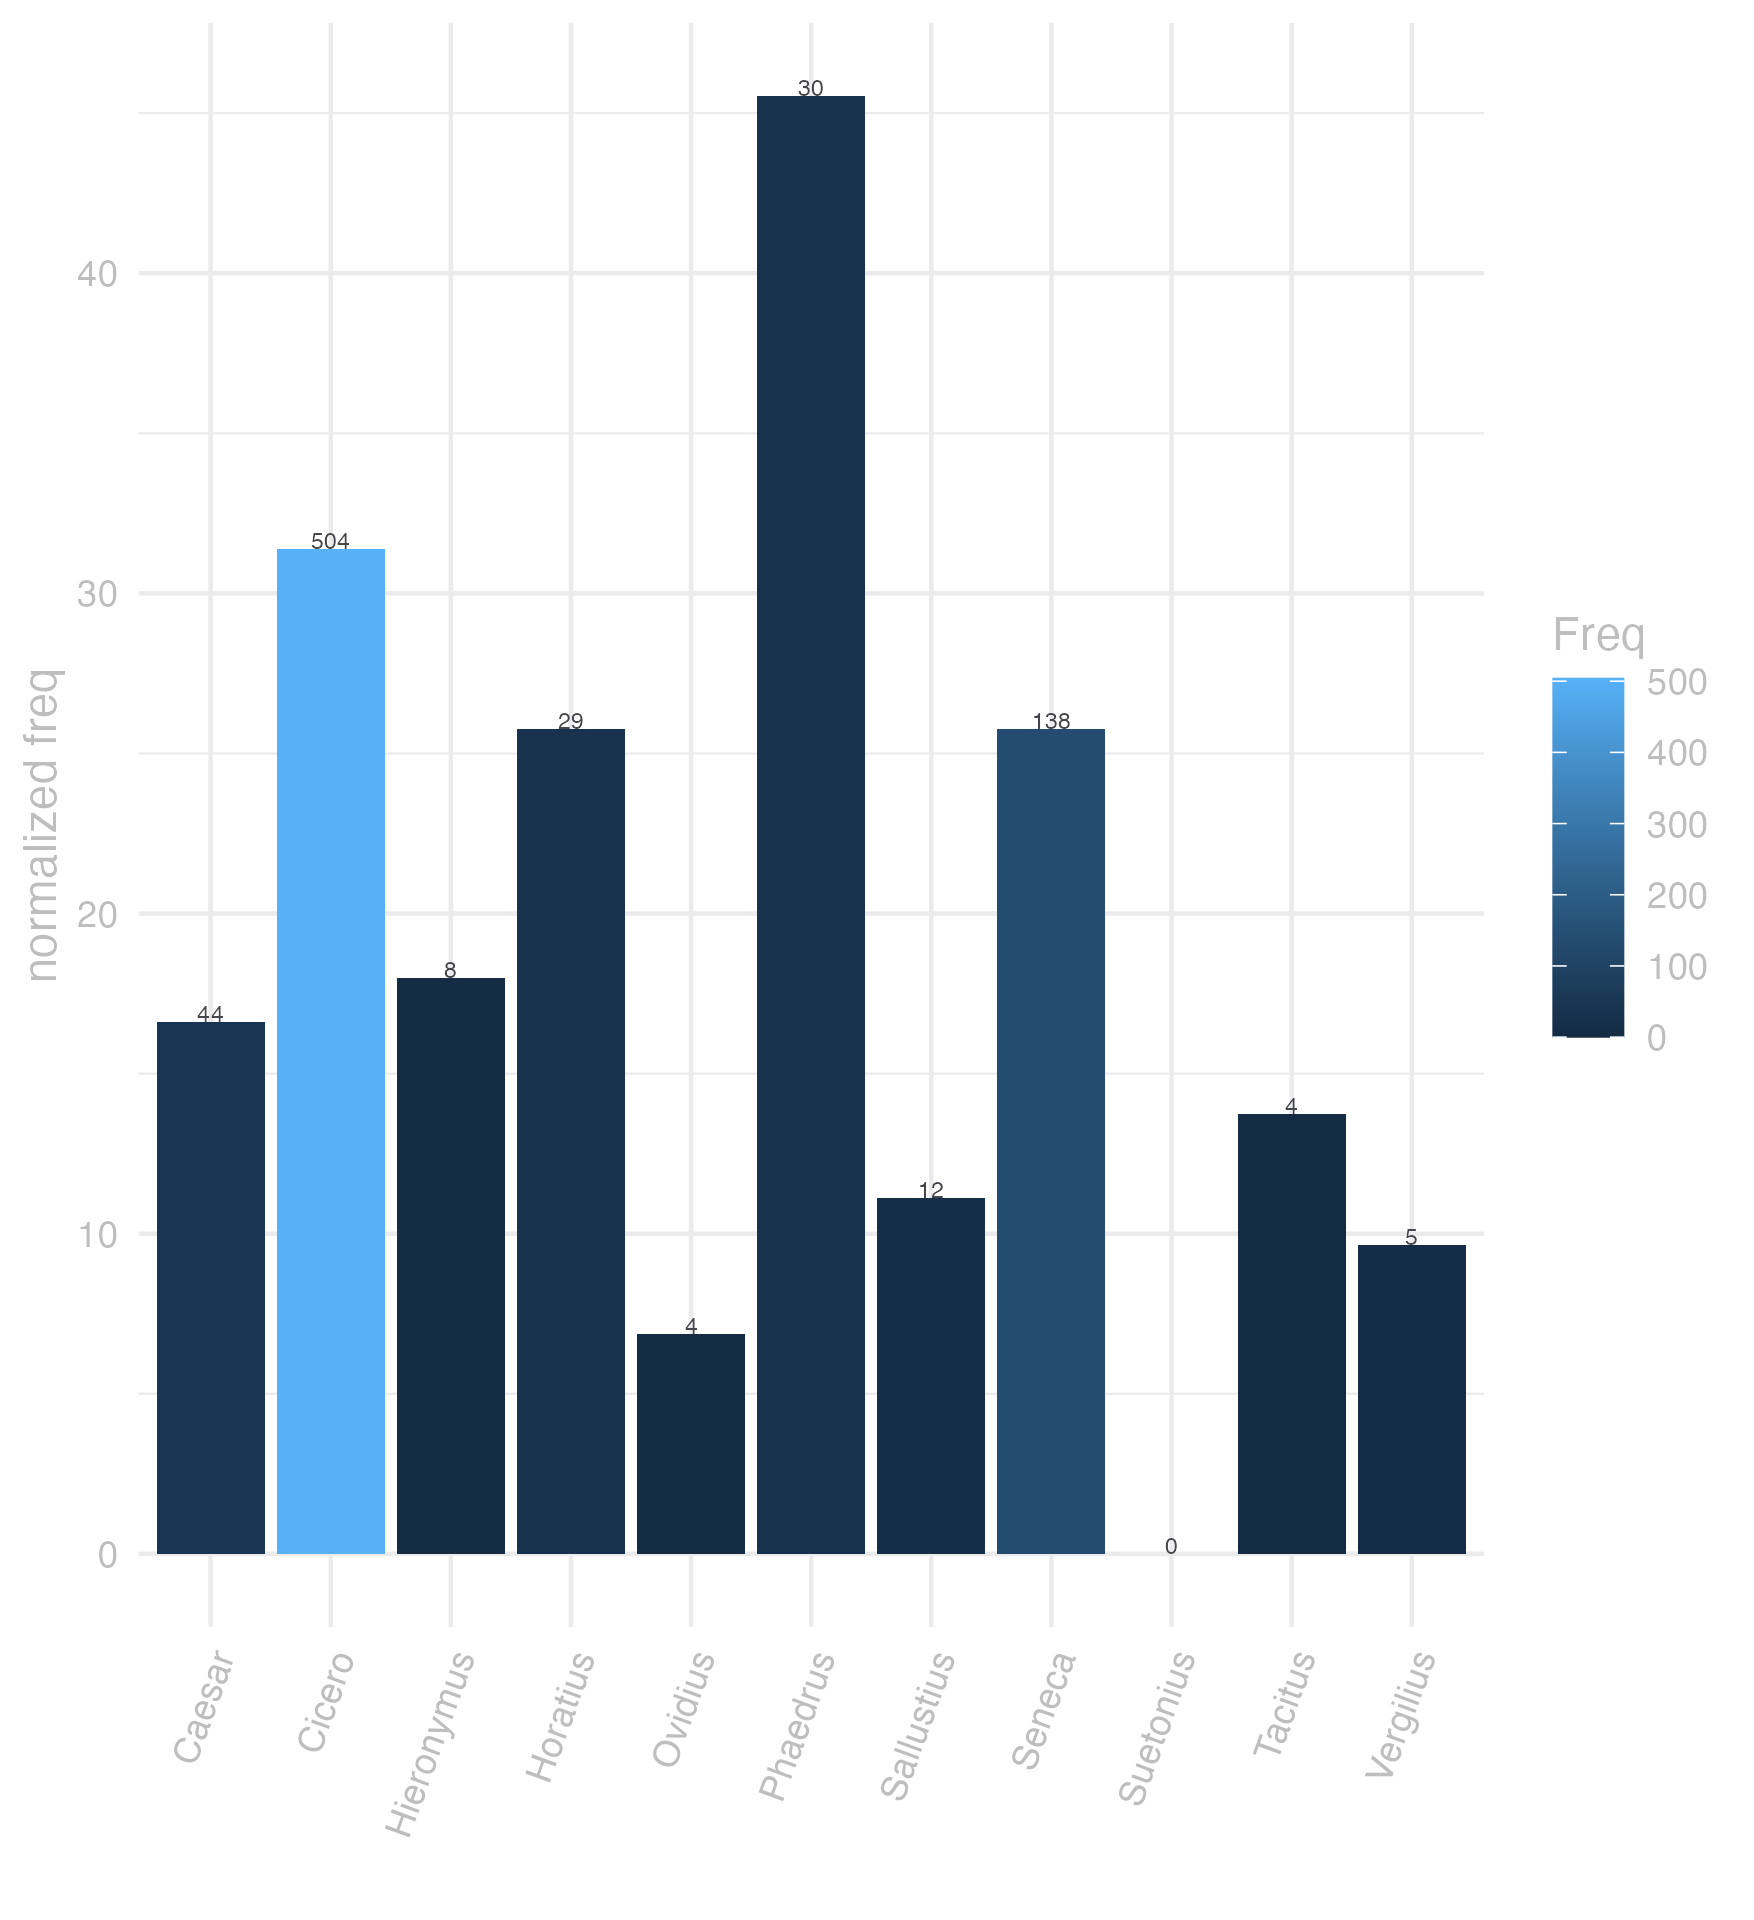 30
40
504
30
Freq
500
29
138
400
normalized freq
300
20
200
8
100
44
0
4
12
10
5
4
0
0
Caesar
Cicero
Hieronymus
Horatius
Ovidius
Phaedrus
Sallustius
Seneca
Suetonius
Tacitus
Vergilius